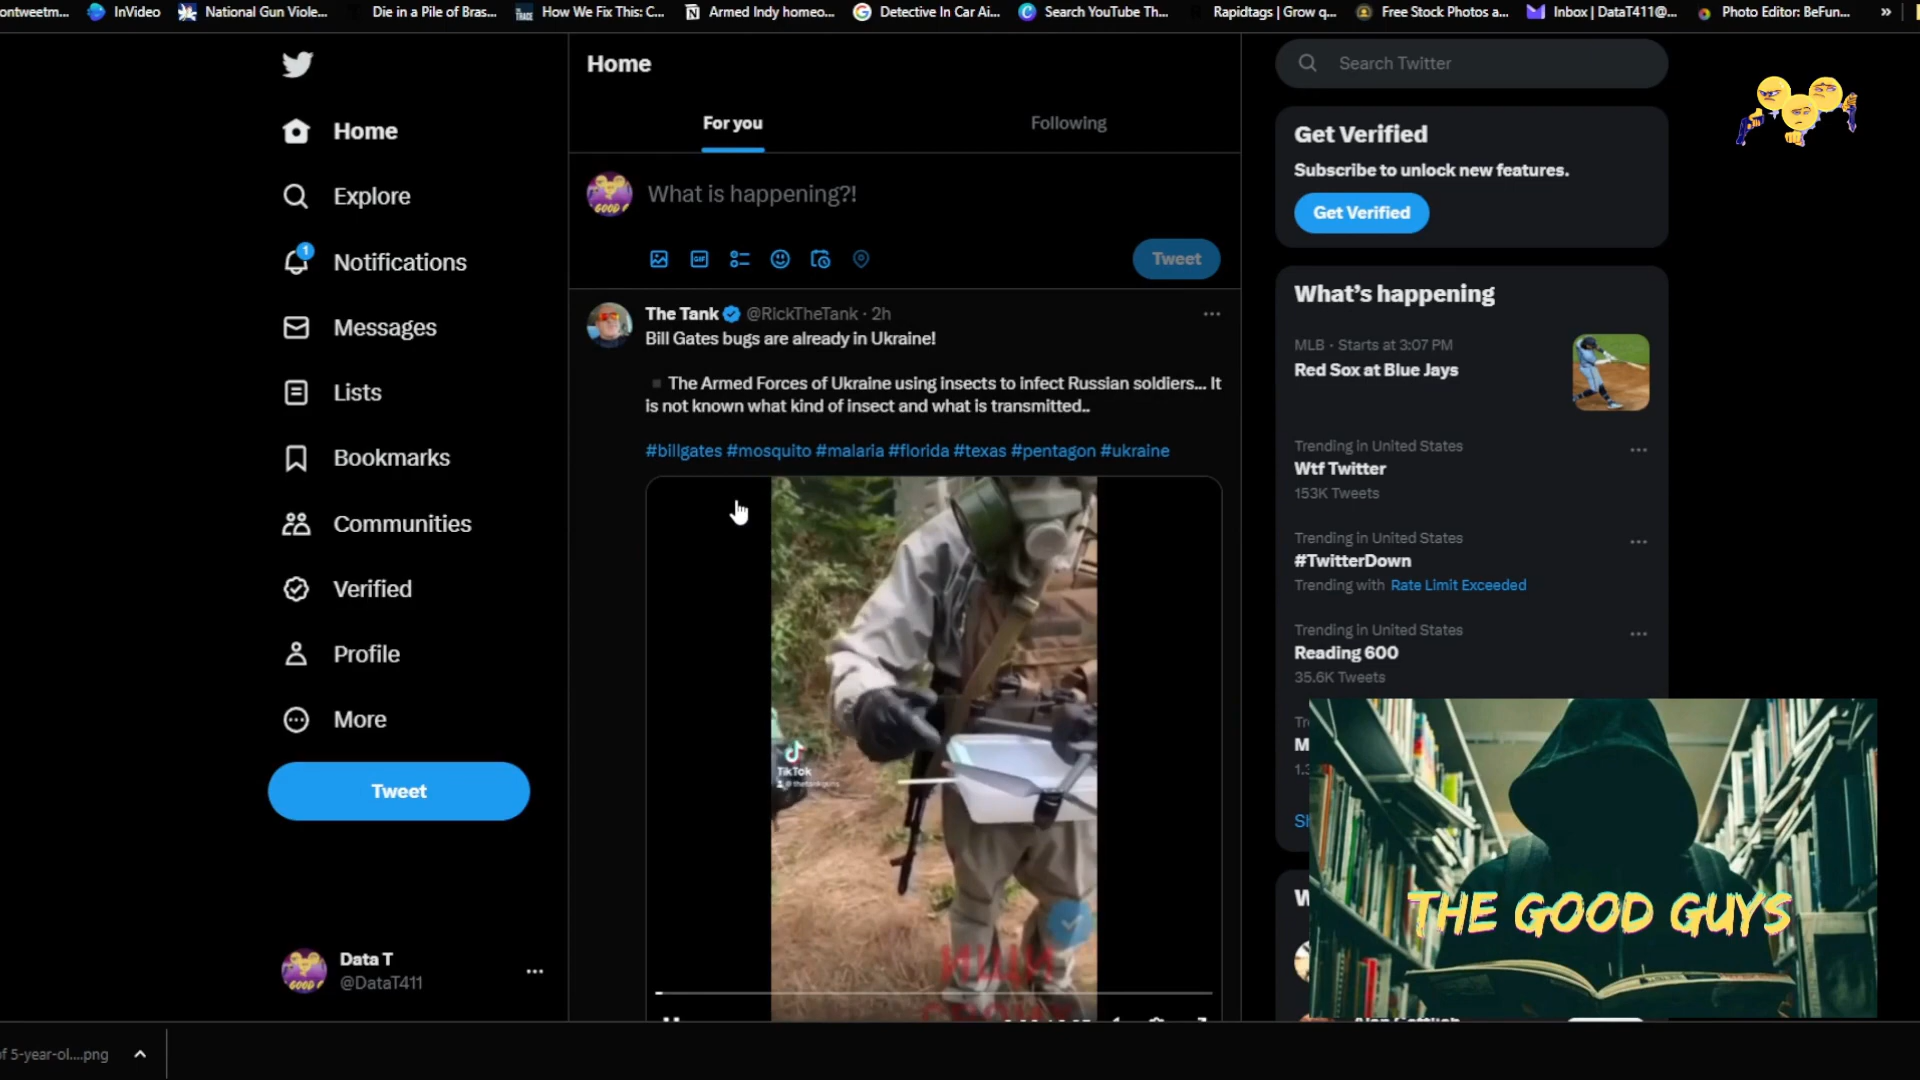 ontweetm...
InVideo
National Gun Viole...
Die in a Pile of Bras...
How We Fix This: C...
Armed Indy homeo...
Detective In Car Ai...
Search YouTube Th...
Rapidtags | Grow q...
Free Stock Photos a...
Inbox | DataT411@...
Photo Editor: BeFun...
»
Home
Explore
1
Notifications
Messages
Lists
Bookmarks
Communities
Verified
Profile
More
Tweet
Data T
@DataT411
Home
For you
Following
GOOD
What is happening?!
GIF
Tweet
The Tank @RickTheTank · 2h
Bill Gates bugs are already in Ukraine!
▪️The Armed Forces of Ukraine using insects to infect Russian soldiers... It
is not known what kind of insect and what is transmitted..
#billgates #mosquito #malaria #florida #texas #pentagon #ukraine
TikTok
ИЩИ
СВОИХ
Search Twitter
Get Verified
Subscribe to unlock new features.
Get Verified
What's happening
MLB · Starts at 3:07 PM
Red Sox at Blue Jays
Trending in United States
Wtf Twitter
153K Tweets
Trending in United States
#TwitterDown
Trending with Rate Limit Exceeded
Trending in United States
Reading 600
35.6K Tweets
THE GOOD GUYS
of 5-year-ol....png